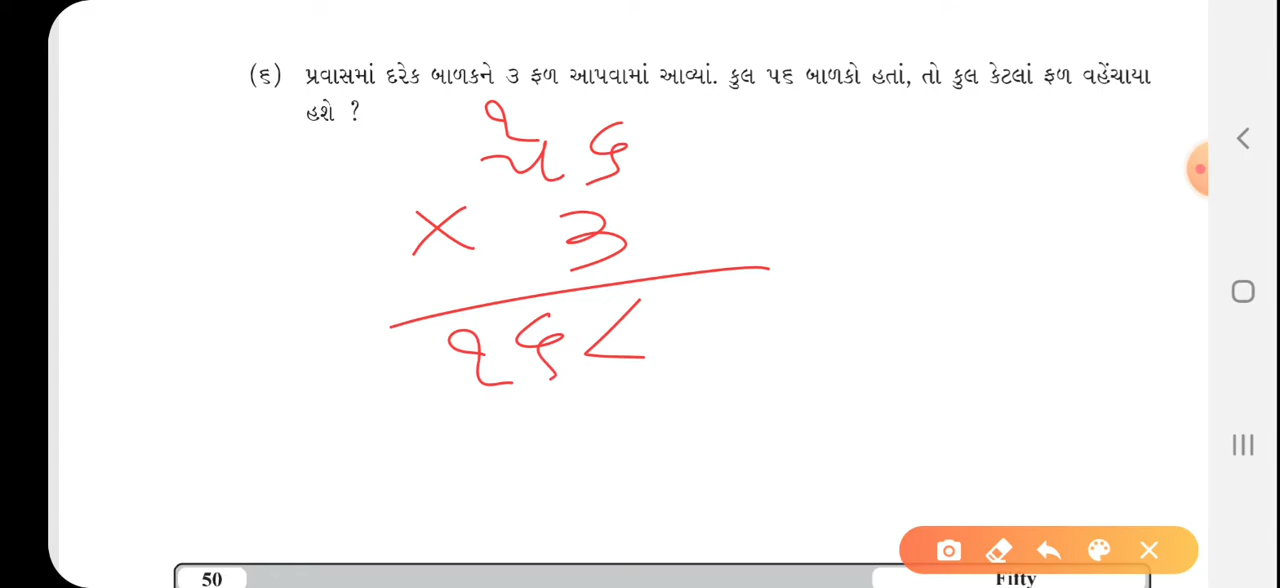 (૬) પ્રવાસમાં દરેક બાળકને ૩ ફળ આપવામાં આવ્યાં. કુલ ૫૬ બાળકો હતાં, તો કુલ કેટલાં ફળ વહેંચાયા
હશે ?
૧
૫૬
× ૩
૧૬૮
50 Fifty